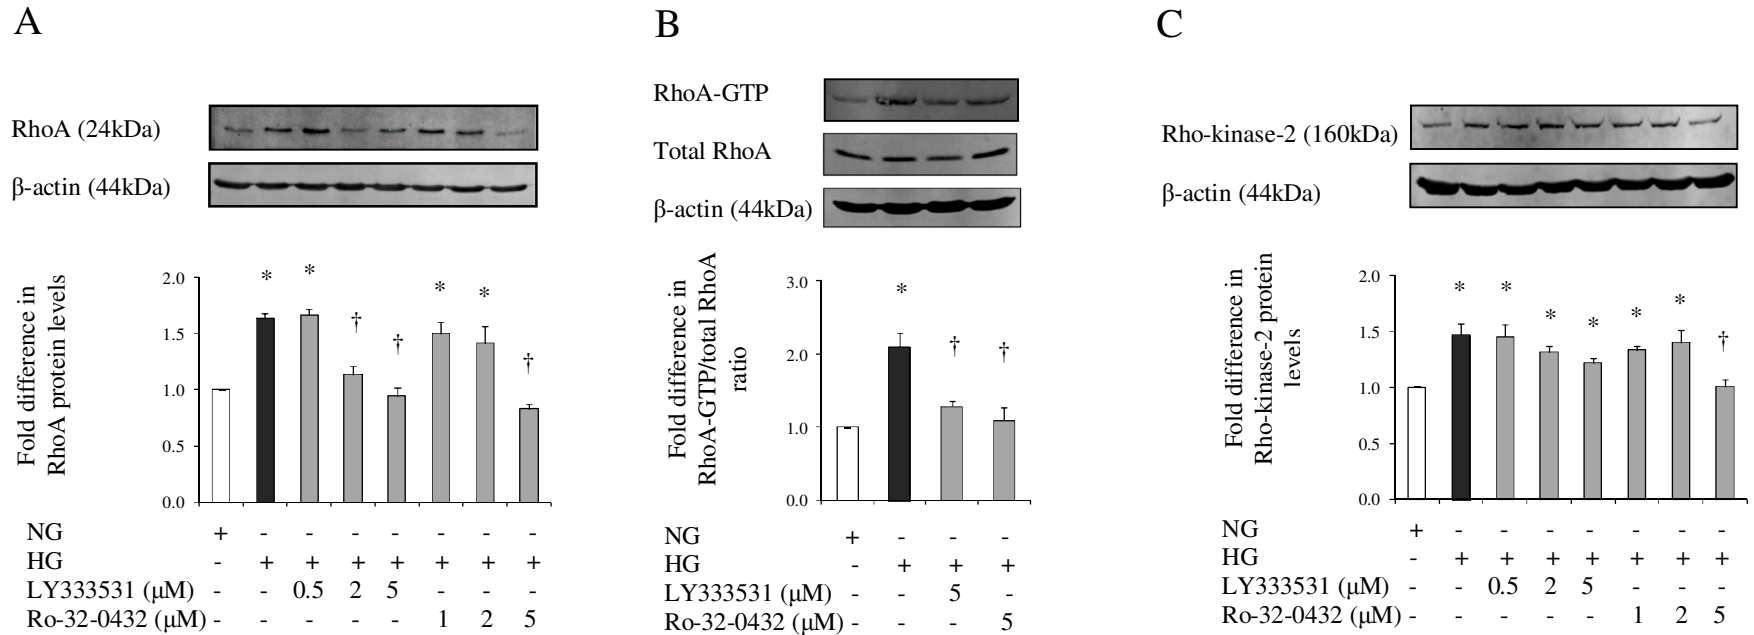 A
RhoA (24kDa)
β-actin (44kDa)
Fold difference in
RhoA protein levels
2.0
1.5
1.0
0.5
0.0
* * † † * * †
NG + - - - - - - -
HG - + + + + + + +
LY333531 (μM) - - 0.5 2 5 - - -
Ro-32-0432 (μM) - - - - - 1 2 5
B
RhoA-GTP
Total RhoA
β-actin (44kDa)
Fold difference in
RhoA-GTP/total RhoA
ratio
3.0
2.0
1.0
0.0
* † †
NG + - - -
HG - + + +
LY333531 (μM) - - 5 -
Ro-32-0432 (μM) - - - 5
C
Rho-kinase-2 (160kDa)
β-actin (44kDa)
Fold difference in
Rho-kinase-2 protein
levels
2.0
1.5
1.0
0.5
0.0
* * * * * * †
NG + - - - - - - -
HG - + + + + + + +
LY333531 (μM) - - 0.5 2 5 - - -
Ro-32-0432 (μM) - - - - - 1 2 5